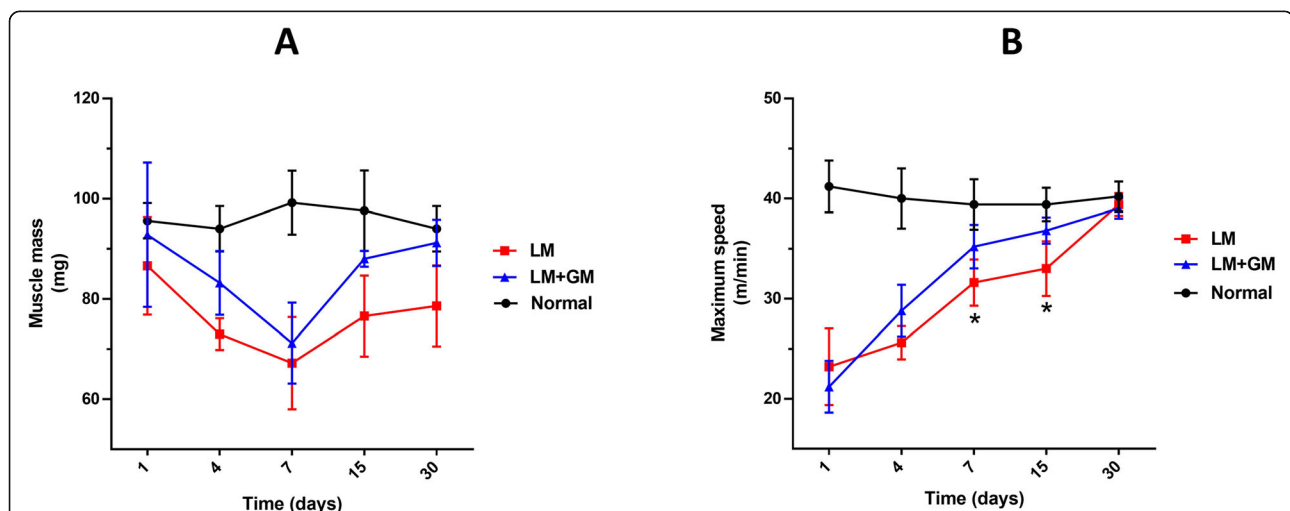 A
Muscle mass
(mg)
120
100
80
60
1
4
7
15
30
Time (days)
LM
LM+GM
Normal
B
Maximum speed
(m/min)
50
40
30
20
*
*
1
4
7
15
30
Time (days)
LM
LM+GM
Normal